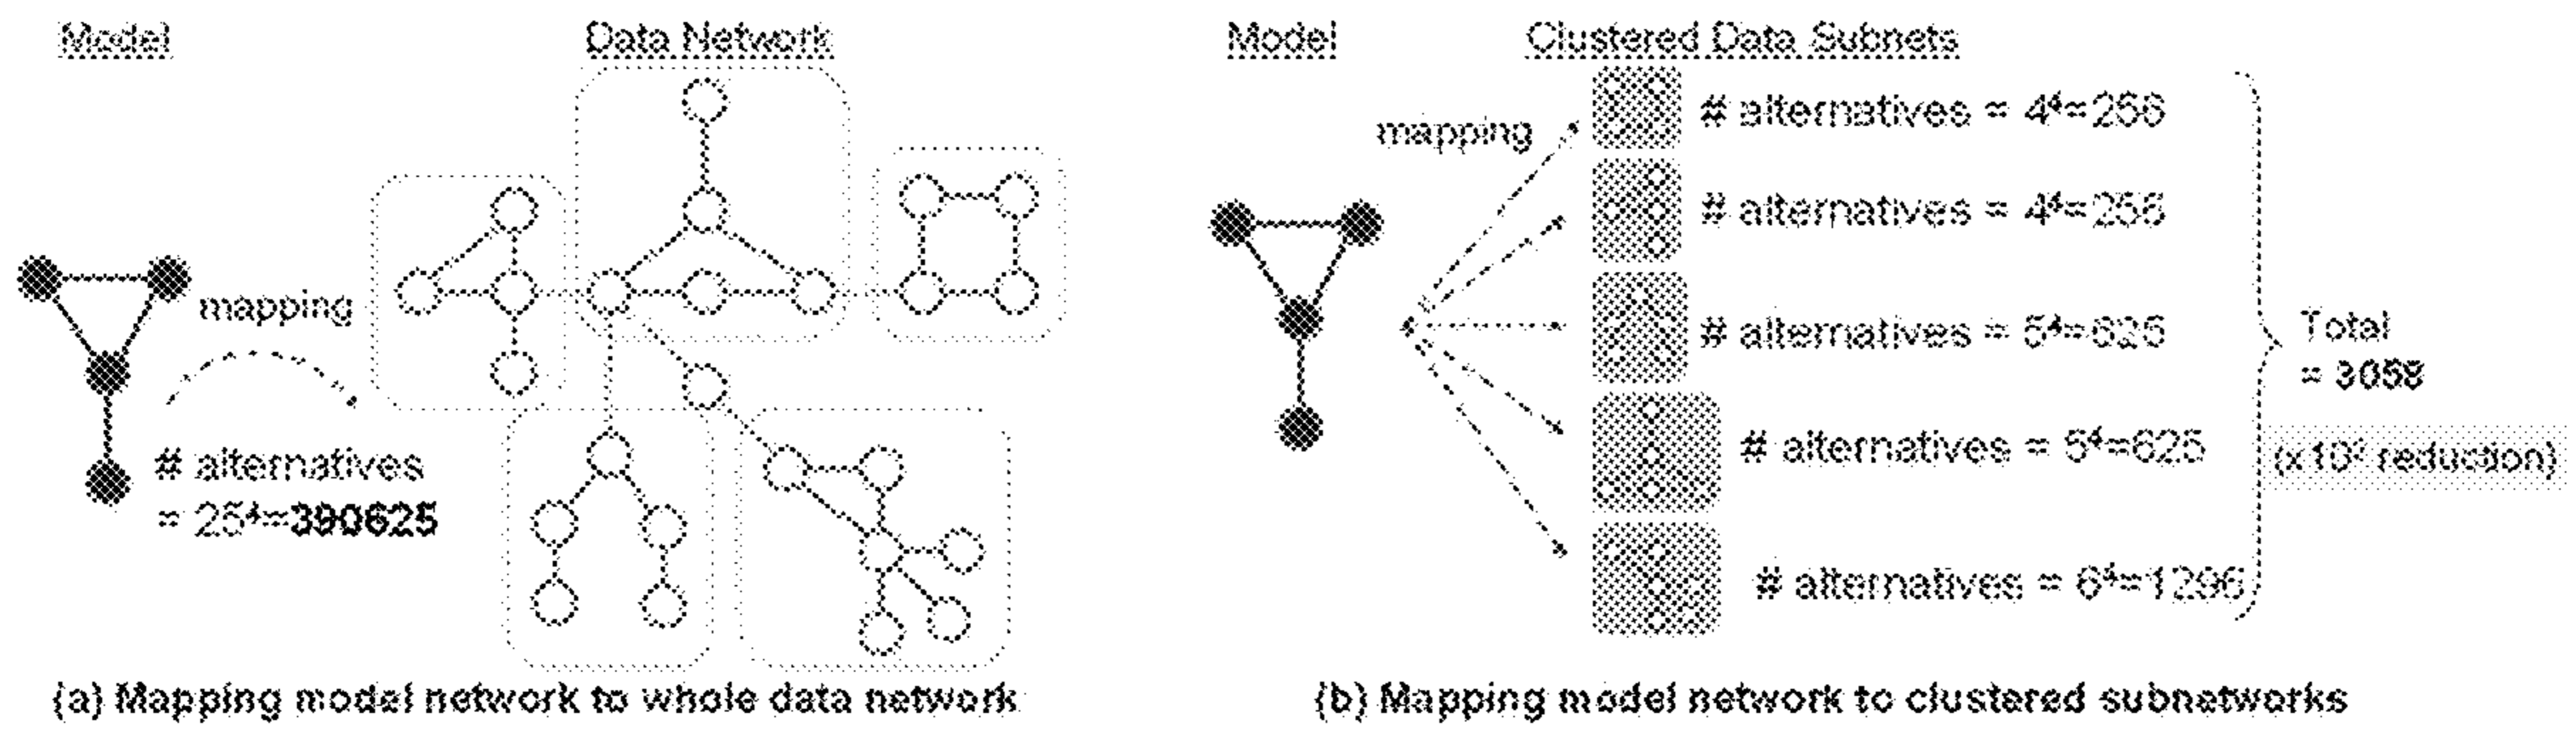 Model
Data Network
mapping
# alternatives
= 25⁴=390625
(a) Mapping model network to whole data network
Model
Clustered Data Subnets
mapping
# alternatives = 4⁴=256
# alternatives = 4⁴=256
# alternatives = 5⁴=625
# alternatives = 5⁴=625
# alternatives = 6⁴=1296
Total
= 3058
(x10² reduction)
(b) Mapping model network to clustered subnetworks